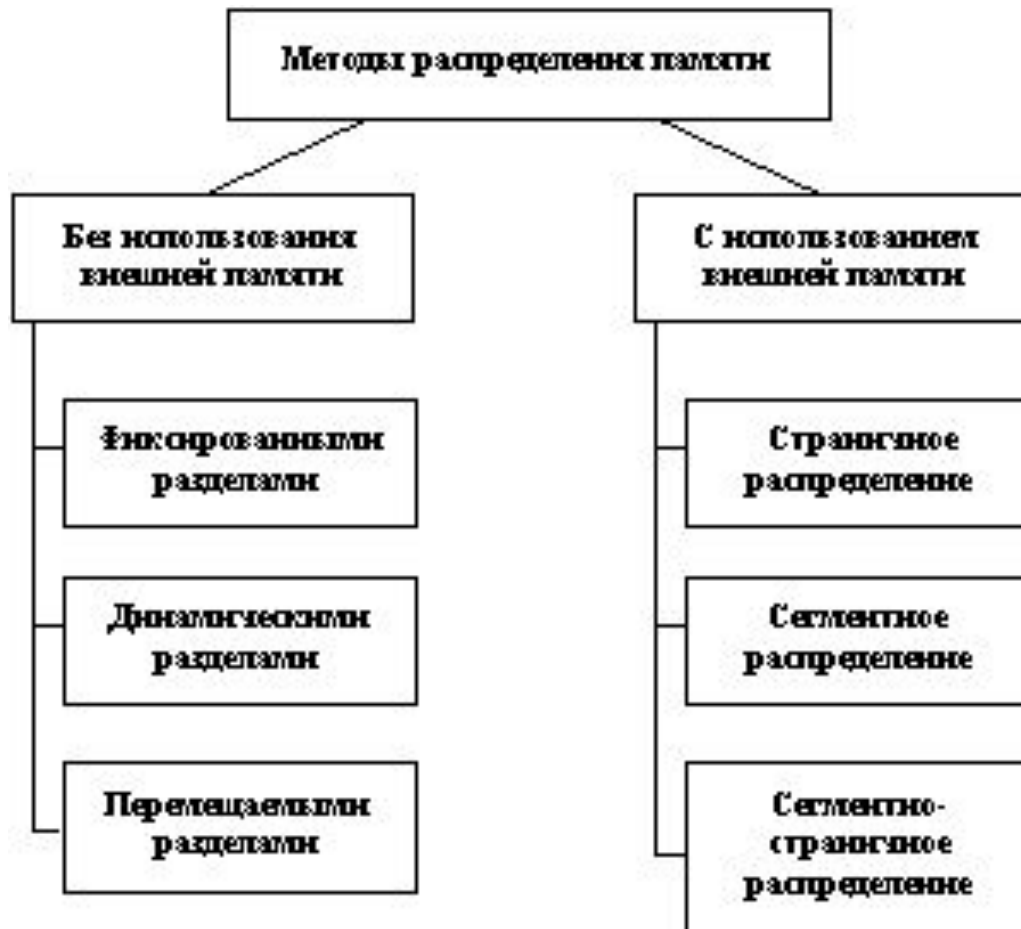 Методы распределения памяти
Без использования
внешней памяти
Фиксированными
разделами
Динамическими
разделами
Перемещаемыми
разделами
С использованием
внешней памяти
Страничное
распределение
Сегментное
распределение
Сегментно-
страничное
распределение